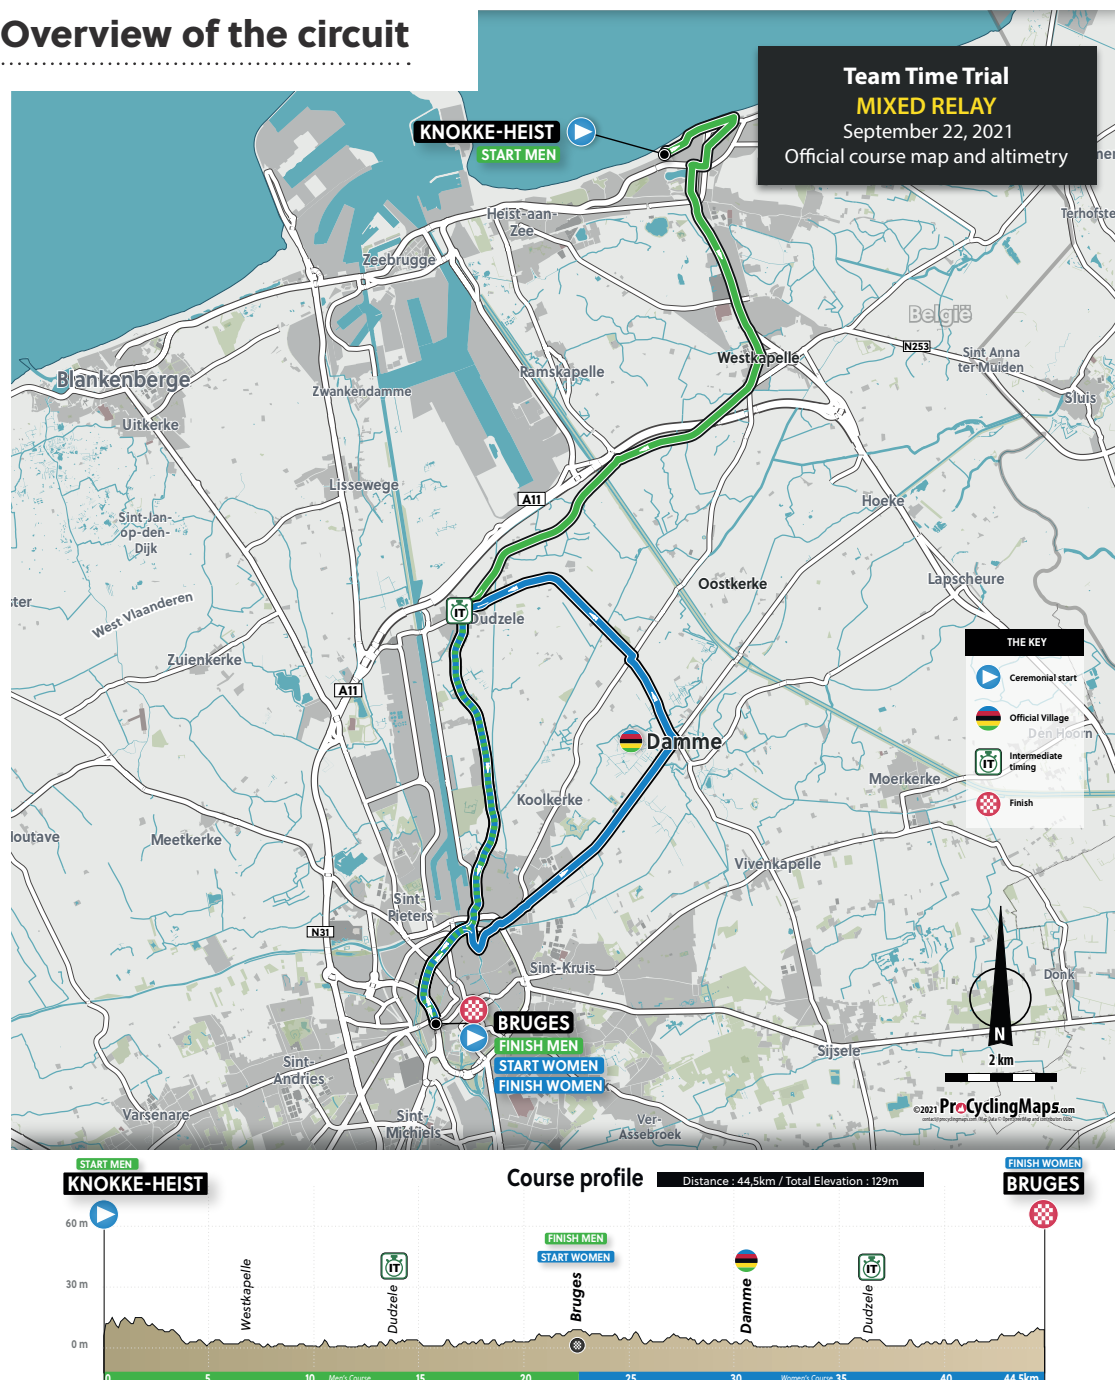 Overview of the circuit
Team Time Trial
MIXED RELAY
September 22, 2021
Official course map and altimetry
KNOKKE-HEIST
START MEN
Terhofste
Heist-aan-
Zee
Zeebrugge
België
N253
Sint Anna
ter Muiden
Westkapelle
Ramskapelle
Blankenberge
Zwankendamme
Sluis
Uitkerke
Lissewege
A11
Hoeke
Sint-Jan-
op-den-
Dijk
Oostkerke
Lapscheure
West Vlaanderen
Dudzele
IT
Zuienkerke
A11
THE KEY
Ceremonial start
Official Village
Den Hoorn
IT
Intermediate
timing
Finish
Damme
Moerkerke
Koolkerke
Houtave
Meetkerke
Vivenkapelle
Sint-
Pieters
N31
Sint-Kruis
Donk
BRUGES
FINISH MEN
START WOMEN
FINISH WOMEN
N
2 km
Sijsele
Sint-
Andries
Varsenare
Sint-
Michiels
Ver-
Assebroek
©2021 ProCyclingMaps.com
START MEN
KNOKKE-HEIST
Course profile
Distance : 44,5km / Total Elevation : 129m
FINISH WOMEN
BRUGES
60 m
30 m
0 m
Westkapelle
IT
Dudzele
FINISH MEN
START WOMEN
Bruges
Damme
IT
Dudzele
0 5 10 Men's Course 15 20 25 30 Women's Course 35 40 44.5km